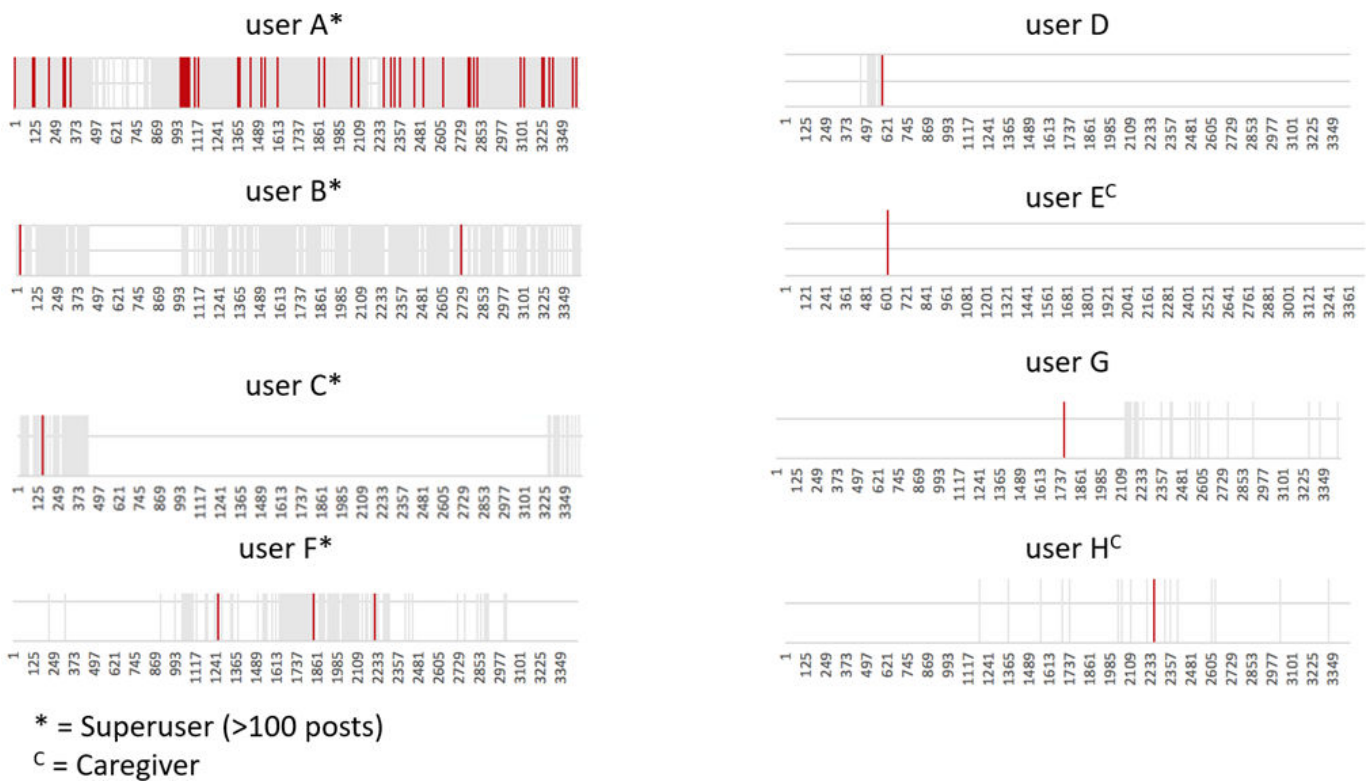 user A*
1 125 249 373 497 621 745 869 993 1117 1241 1365 1489 1613 1737 1861 1985 2109 2233 2357 2481 2605 2729 2853 2977 3101 3225 3349
user D
1 125 249 373 497 621 745 869 993 1117 1241 1365 1489 1613 1737 1861 1985 2109 2233 2357 2481 2605 2729 2853 2977 3101 3225 3349
user B*
1 125 249 373 497 621 745 869 993 1117 1241 1365 1489 1613 1737 1861 1985 2109 2233 2357 2481 2605 2729 2853 2977 3101 3225 3349
user Eᶜ
1 121 241 361 481 601 721 841 961 1081 1201 1321 1441 1561 1681 1801 1921 2041 2161 2281 2401 2521 2641 2761 2881 3001 3121 3241 3361
user C*
1 125 249 373 497 621 745 869 993 1117 1241 1365 1489 1613 1737 1861 1985 2109 2233 2357 2481 2605 2729 2853 2977 3101 3225 3349
user G
1 125 249 373 497 621 745 869 993 1117 1241 1365 1489 1613 1737 1861 1985 2109 2233 2357 2481 2605 2729 2853 2977 3101 3225 3349
user F*
1 125 249 373 497 621 745 869 993 1117 1241 1365 1489 1613 1737 1861 1985 2109 2233 2357 2481 2605 2729 2853 2977 3101 3225 3349
user Hᶜ
1 125 249 373 497 621 745 869 993 1117 1241 1365 1489 1613 1737 1861 1985 2109 2233 2357 2481 2605 2729 2853 2977 3101 3225 3349
* = Superuser (>100 posts)
ᶜ = Caregiver